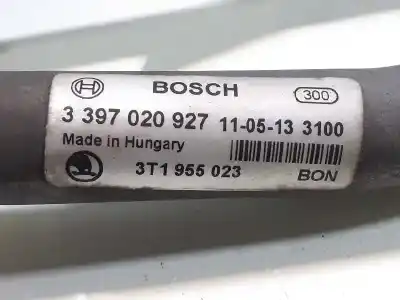 BOSCH 300
3 397 020 927 11-05-13 3100
Made in Hungary
3T1 955 023 BON